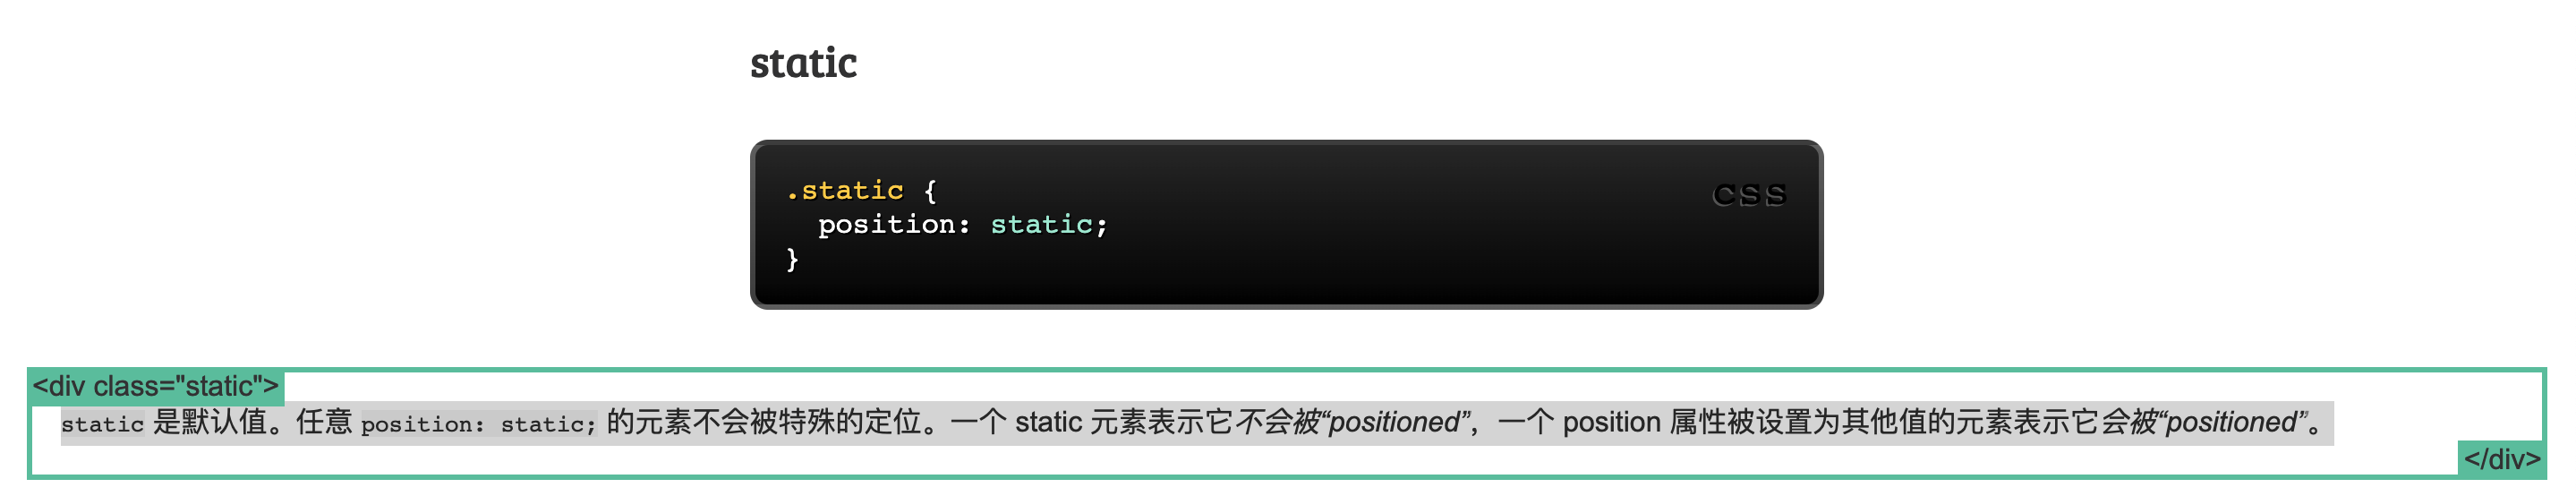 static
.static {
css
position: static;
}
<div class="static">
static 是默认值。任意 position: static; 的元素不会被特殊的定位。一个 static 元素表示它不会被“positioned”，一个 position 属性被设置为其他值的元素表示它会被“positioned”。
</div>